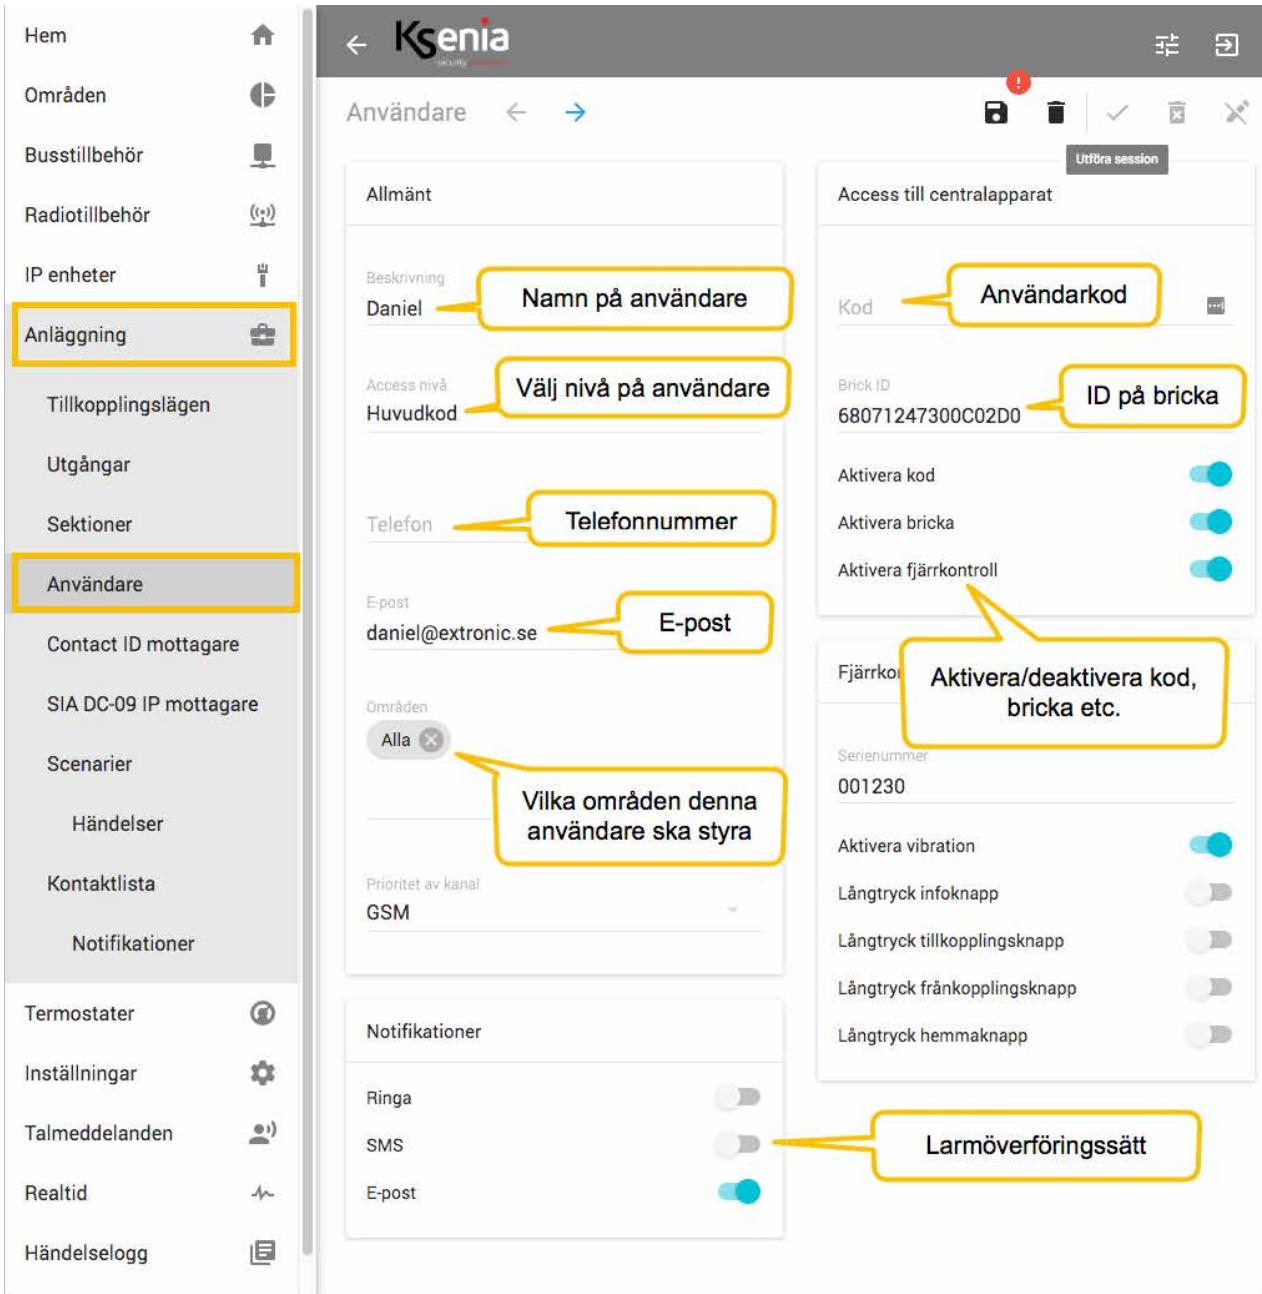 Hem
Områden
Busstillbehör
Radiotillbehör
IP enheter
Anläggning
Tillkopplingslägen
Utgångar
Sektioner
Användare
Contact ID mottagare
SIA DC-09 IP mottagare
Scenarier
Händelser
Kontaktlista
Notifikationer
Termostater
Inställningar
Talmeddelanden
Realtid
Händelselogg
Ksenia
security
Användare
Utföra session
Allmänt
Beskrivning
Daniel
Namn på användare
Access nivå
Huvudkod
Välj nivå på användare
Telefon
Telefonnummer
E-post
daniel@extronic.se
E-post
Områden
Alla
Vilka områden denna
användare ska styra
Prioritet av kanal
GSM
Notifikationer
Ringa
SMS
E-post
Larmöverföringssätt
Access till centralapparat
Kod
Användarkod
Brick ID
68071247300C02D0
ID på bricka
Aktivera kod
Aktivera bricka
Aktivera fjärrkontroll
Aktivera/deaktivera kod,
bricka etc.
Fjärrko
Serienummer
001230
Aktivera vibration
Långtryck infoknapp
Långtryck tillkopplingsknapp
Långtryck frånkopplingsknapp
Långtryck hemmaknapp